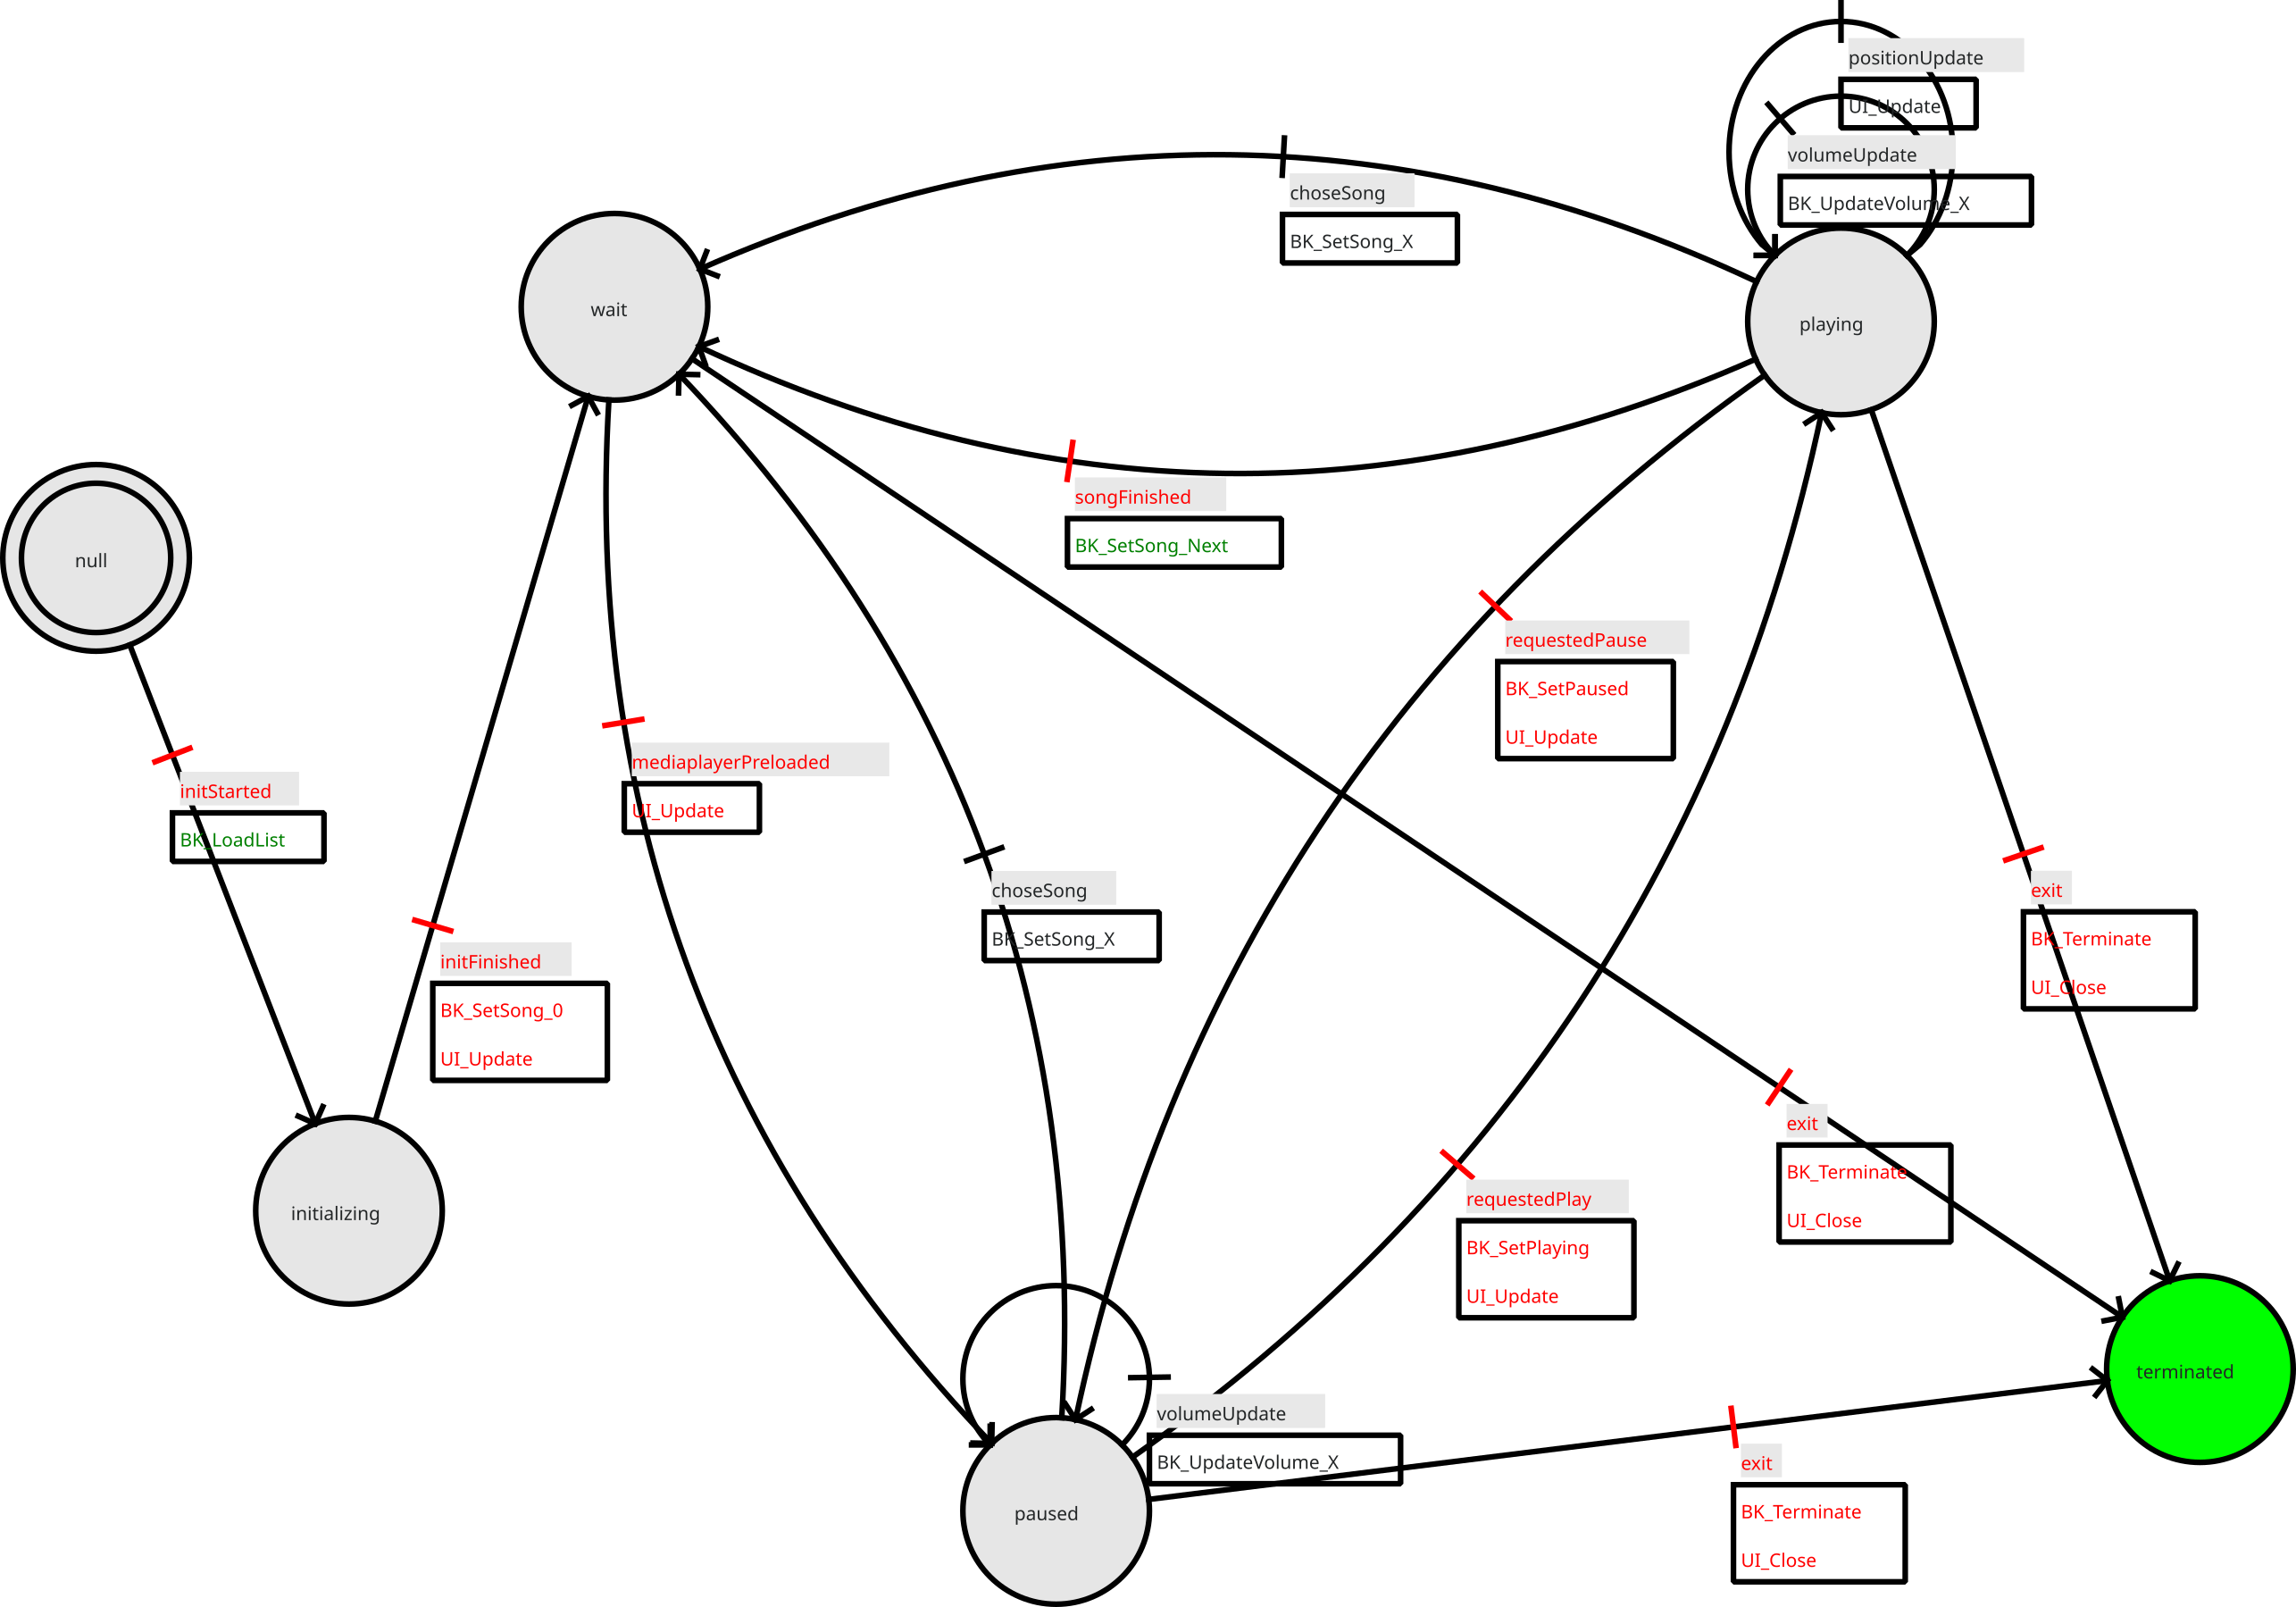 positionUpdate
UI_Update
volumeUpdate
BK_UpdateVolume_X
choseSong
BK_SetSong_X
wait
playing
songFinished
BK_SetSong_Next
null
requestedPause
BK_SetPaused
UI_Update
mediaplayerPreloaded
UI_Update
initStarted
BK_LoadList
choseSong
BK_SetSong_X
exit
BK_Terminate
UI_Close
initFinished
BK_SetSong_0
UI_Update
exit
BK_Terminate
UI_Close
requestedPlay
BK_SetPlaying
UI_Update
initializing
terminated
volumeUpdate
BK_UpdateVolume_X
exit
BK_Terminate
UI_Close
paused